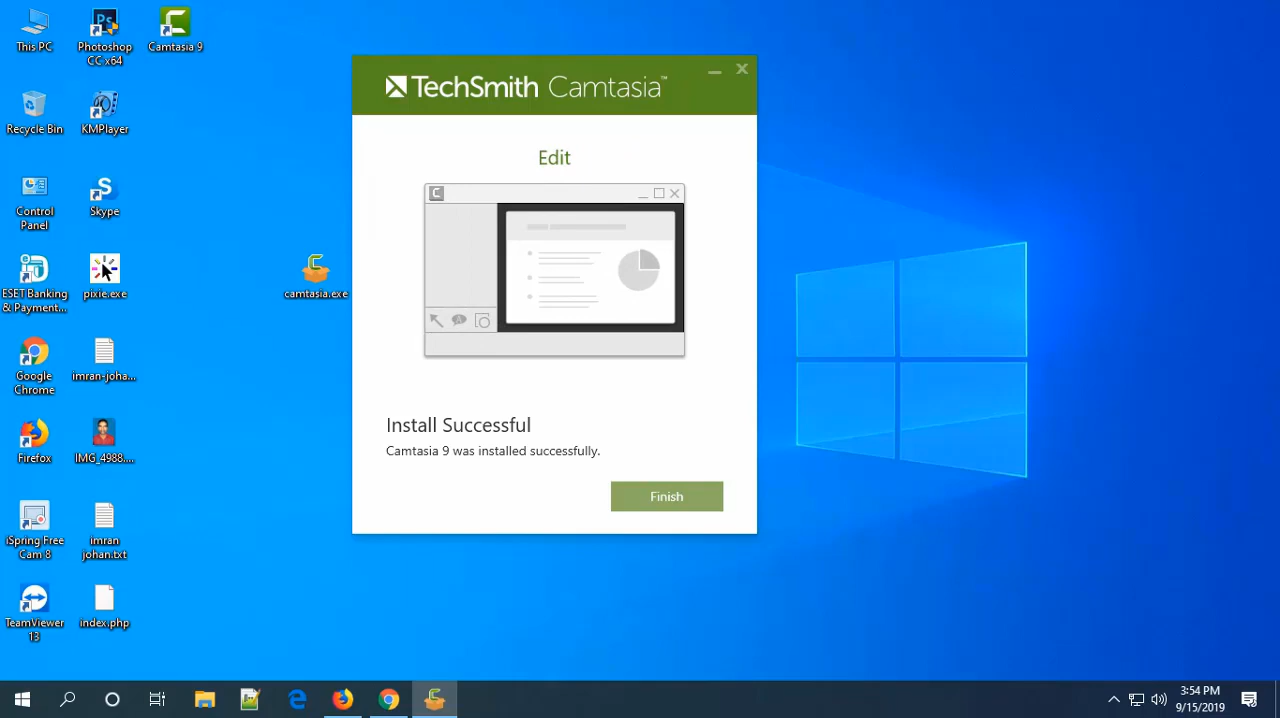 This PC
Photoshop
CC x64
Camtasia 9
Recycle Bin
KMPlayer
Control
Panel
Skype
ESET Banking
& Payment...
pixie.exe
camtasia.exe
Google
Chrome
imran-joha...
Firefox
IMG_4988....
iSpring Free
Cam 8
imran
johan.txt
TeamViewer
13
index.php
TechSmith Camtasia™
Edit
Install Successful
Camtasia 9 was installed successfully.
Finish
3:54 PM
9/15/2019